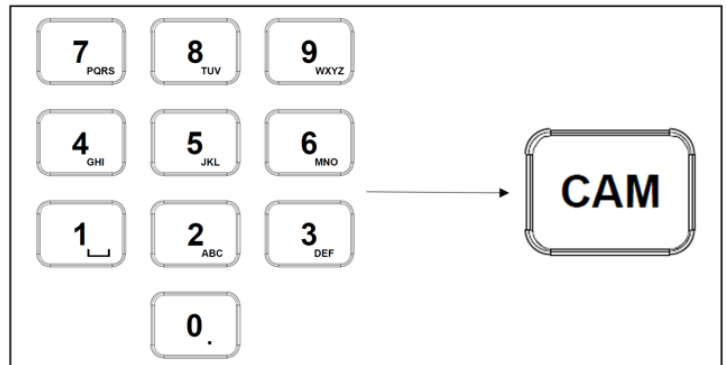 7 PQRS 8 TUV 9 WXYZ
4 GHI 5 JKL 6 MNO
CAM
1 2 ABC 3 DEF
0 .